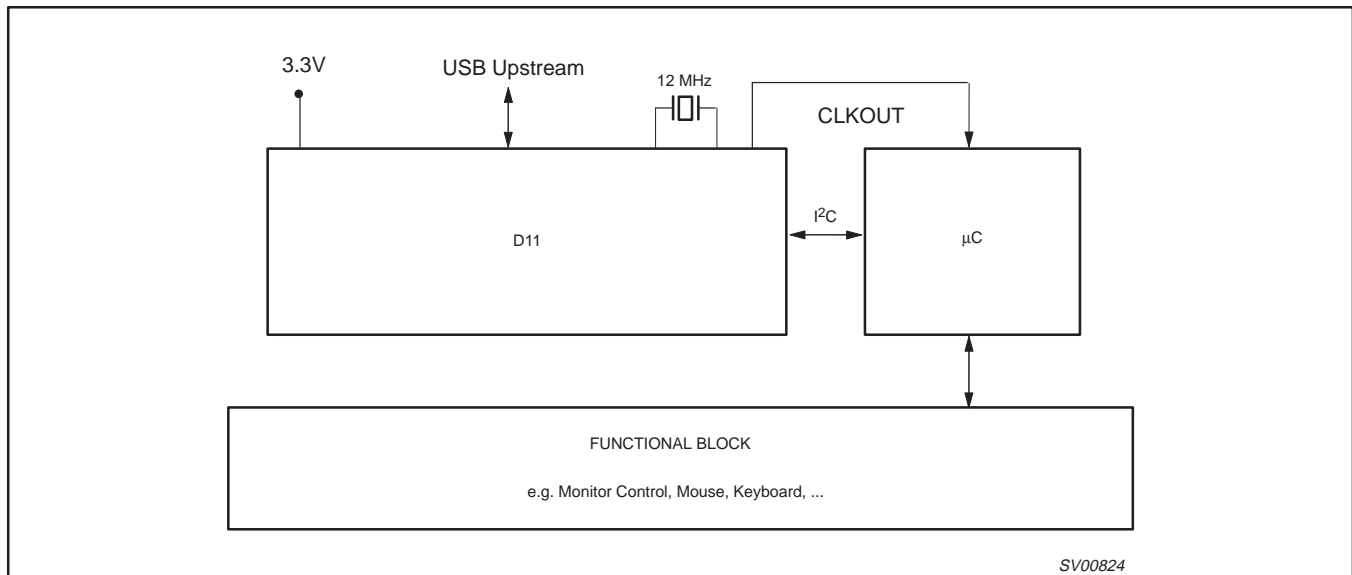 3.3V
USB Upstream
12 MHz
CLKOUT
I²C
D11
μC
FUNCTIONAL BLOCK
e.g. Monitor Control, Mouse, Keyboard, ...
SV00824